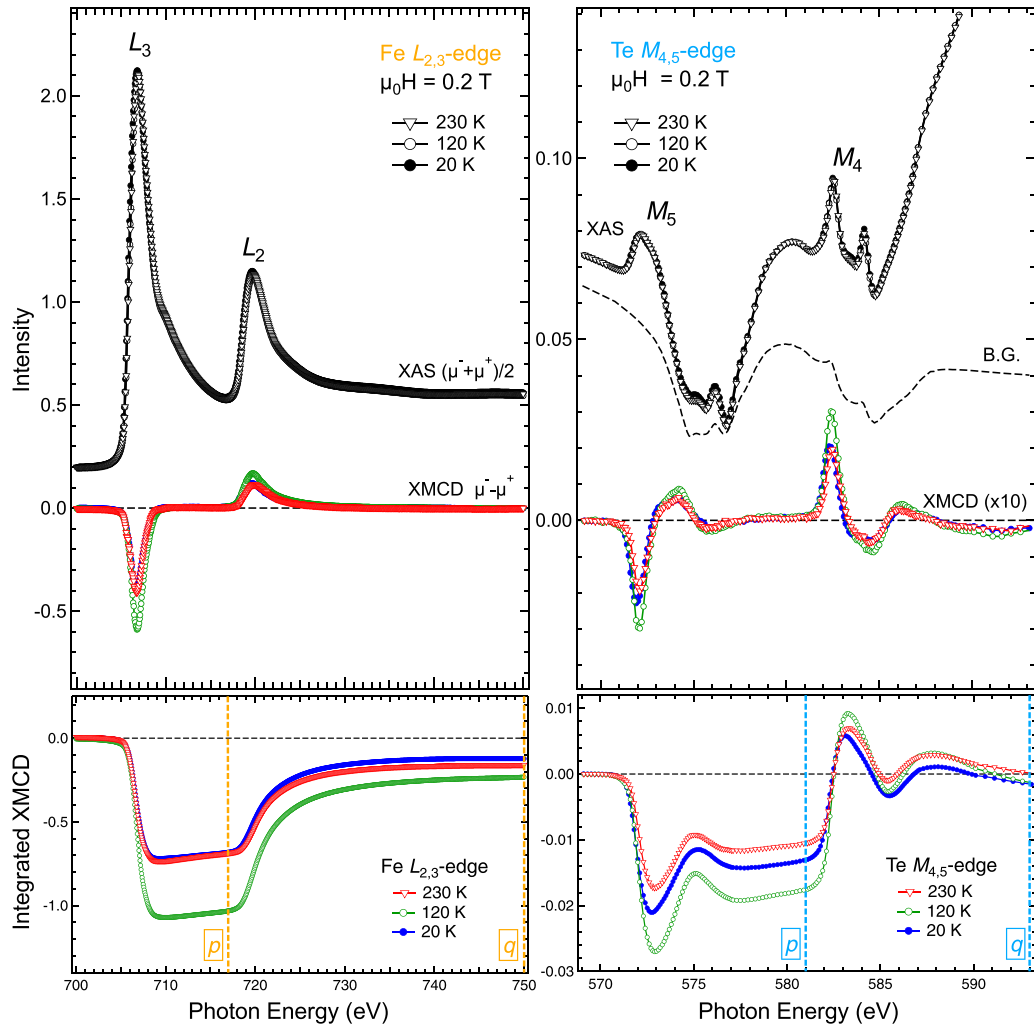 L3
Fe L2,3-edge
μ0H = 0.2 T
230 K
120 K
20 K
L2
XAS (μ-+μ+)/2
XMCD μ--μ+
Intensity
2.0
1.5
1.0
0.5
0.0
-0.5
Te M4,5-edge
μ0H = 0.2 T
230 K
120 K
20 K
M4
M5
XAS
B.G.
XMCD (x10)
0.10
0.05
0.00
Integrated XMCD
0.0
-0.5
-1.0
Fe L2,3-edge
230 K
120 K
20 K
p
q
700
710
720
730
740
750
Photon Energy (eV)
0.01
0.00
-0.01
-0.02
-0.03
Te M4,5-edge
230 K
120 K
20 K
p
q
570
575
580
585
590
Photon Energy (eV)